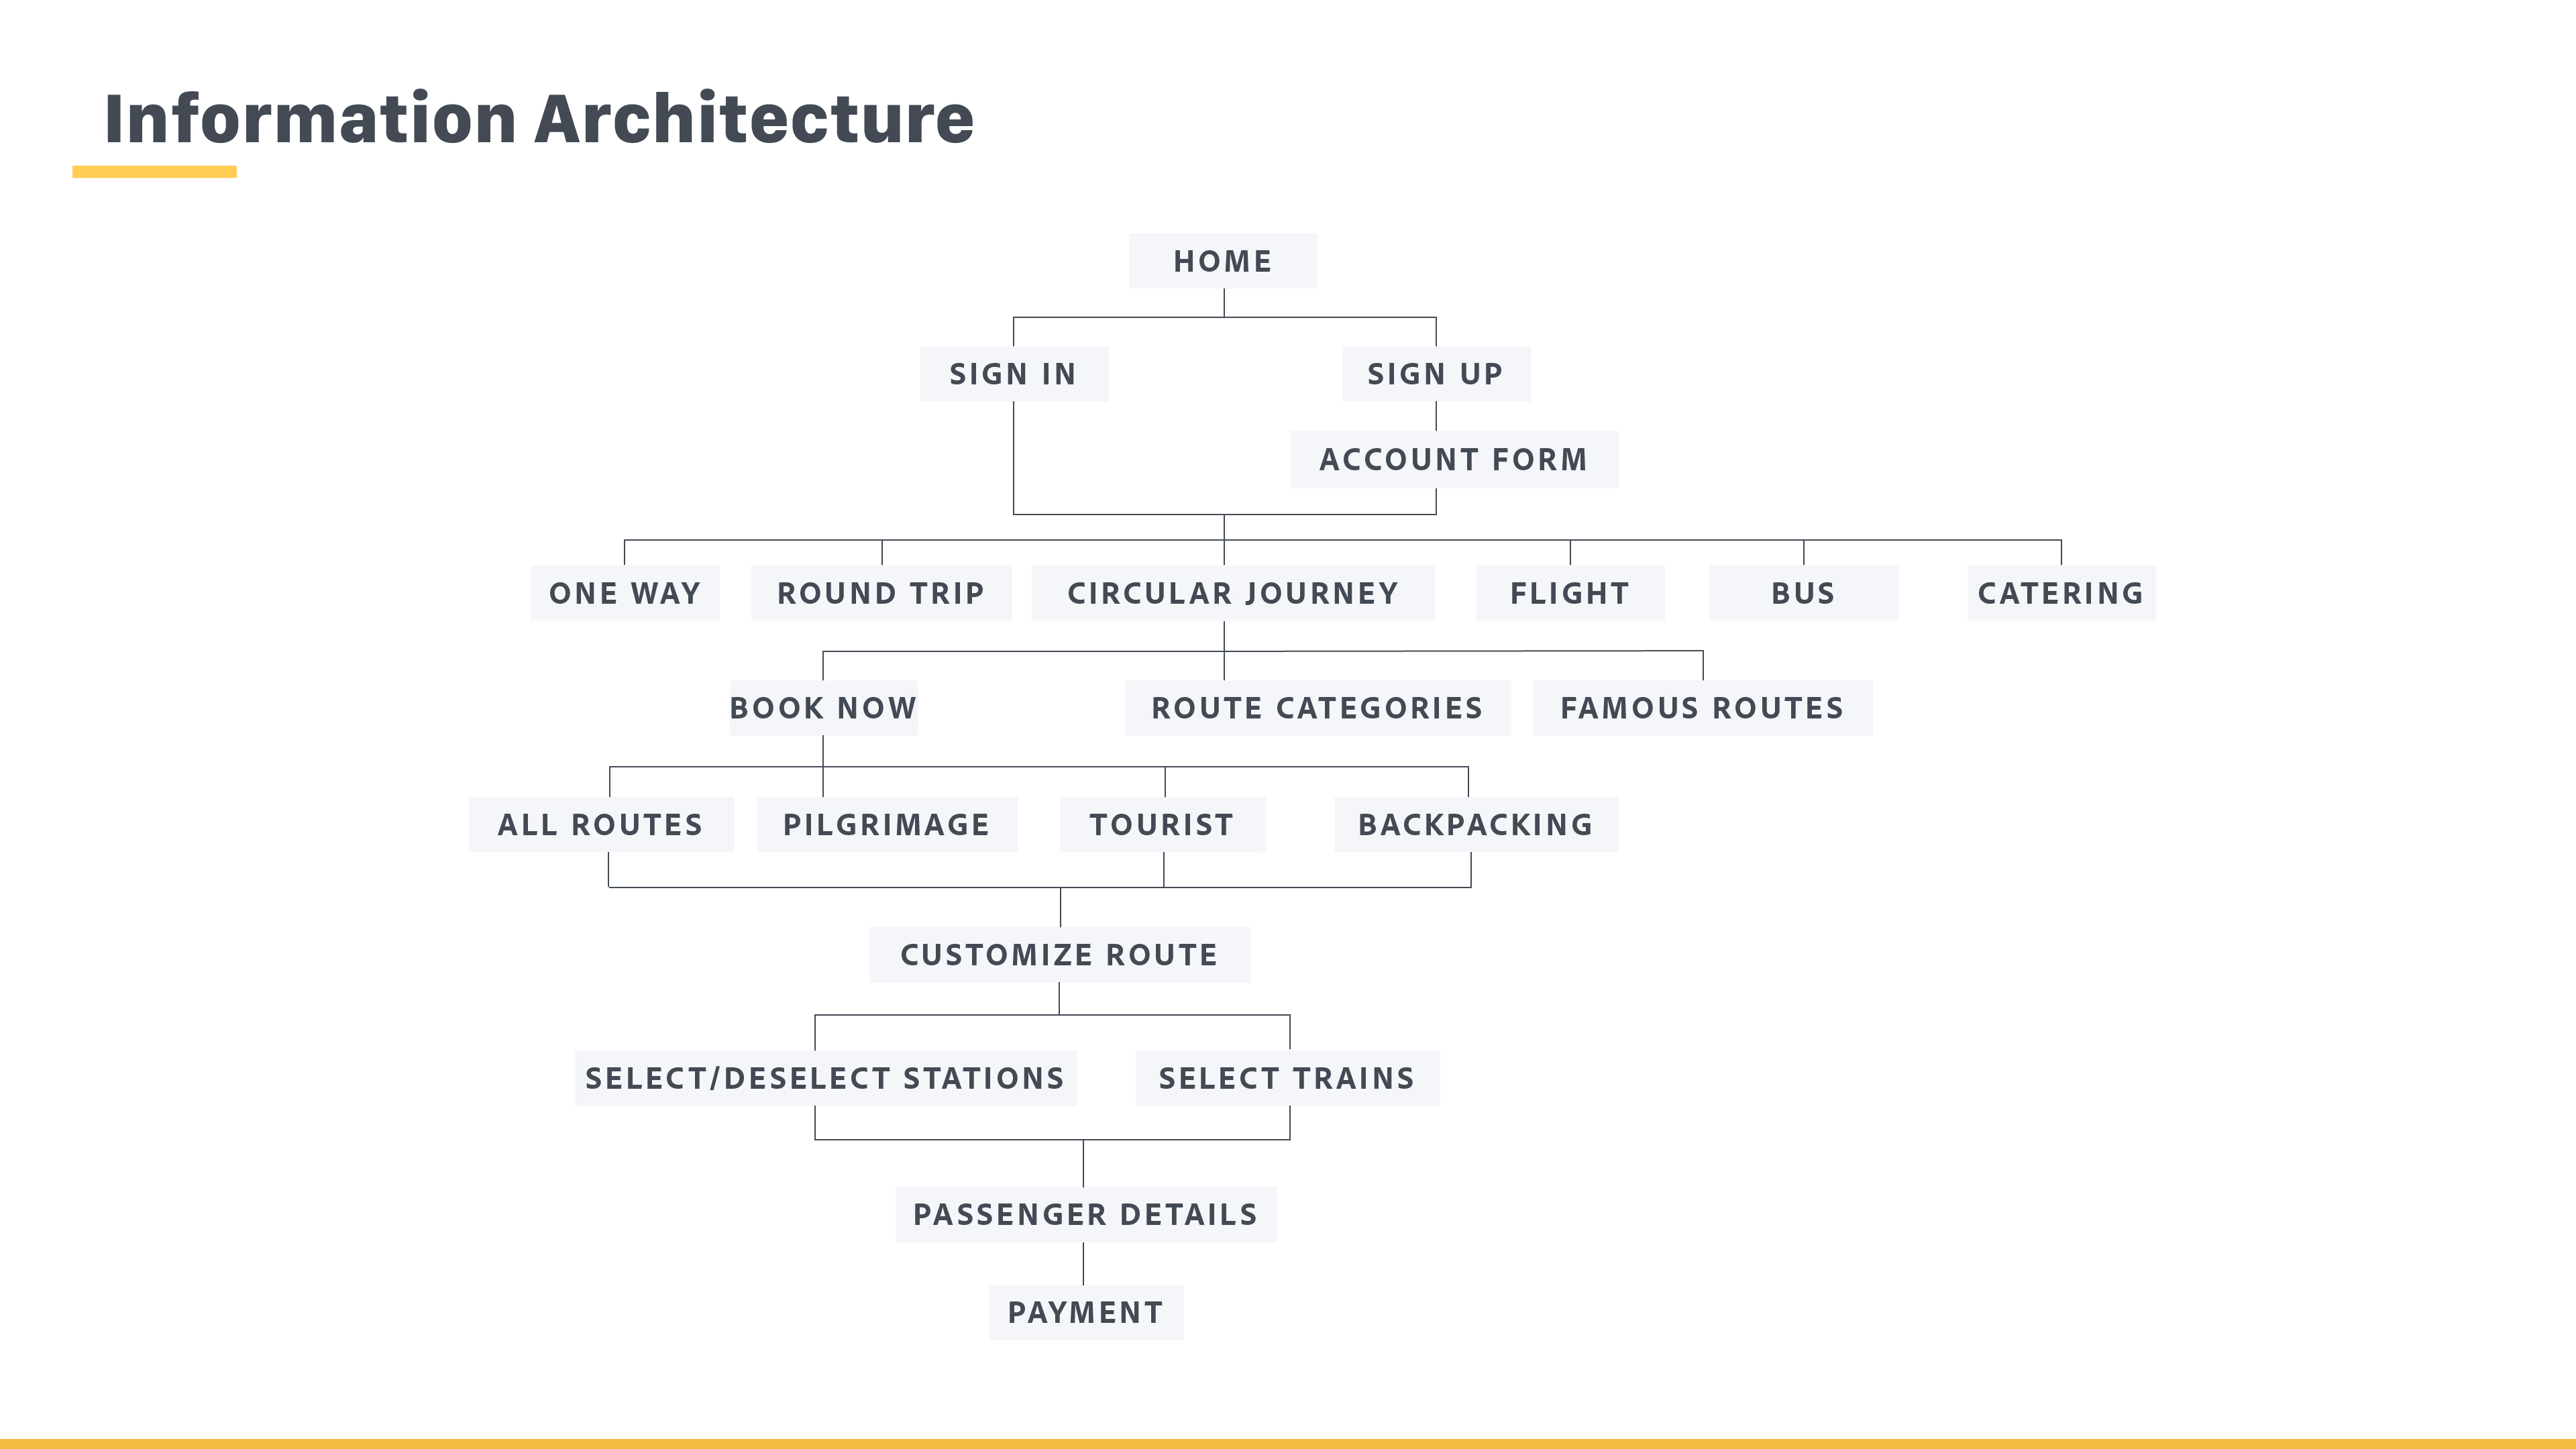 Information Architecture
HOME
SIGN IN
SIGN UP
ACCOUNT FORM
ONE WAY
ROUND TRIP
CIRCULAR JOURNEY
FLIGHT
BUS
CATERING
BOOK NOW
ROUTE CATEGORIES
FAMOUS ROUTES
ALL ROUTES
PILGRIMAGE
TOURIST
BACKPACKING
CUSTOMIZE ROUTE
SELECT/DESELECT STATIONS
SELECT TRAINS
PASSENGER DETAILS
PAYMENT